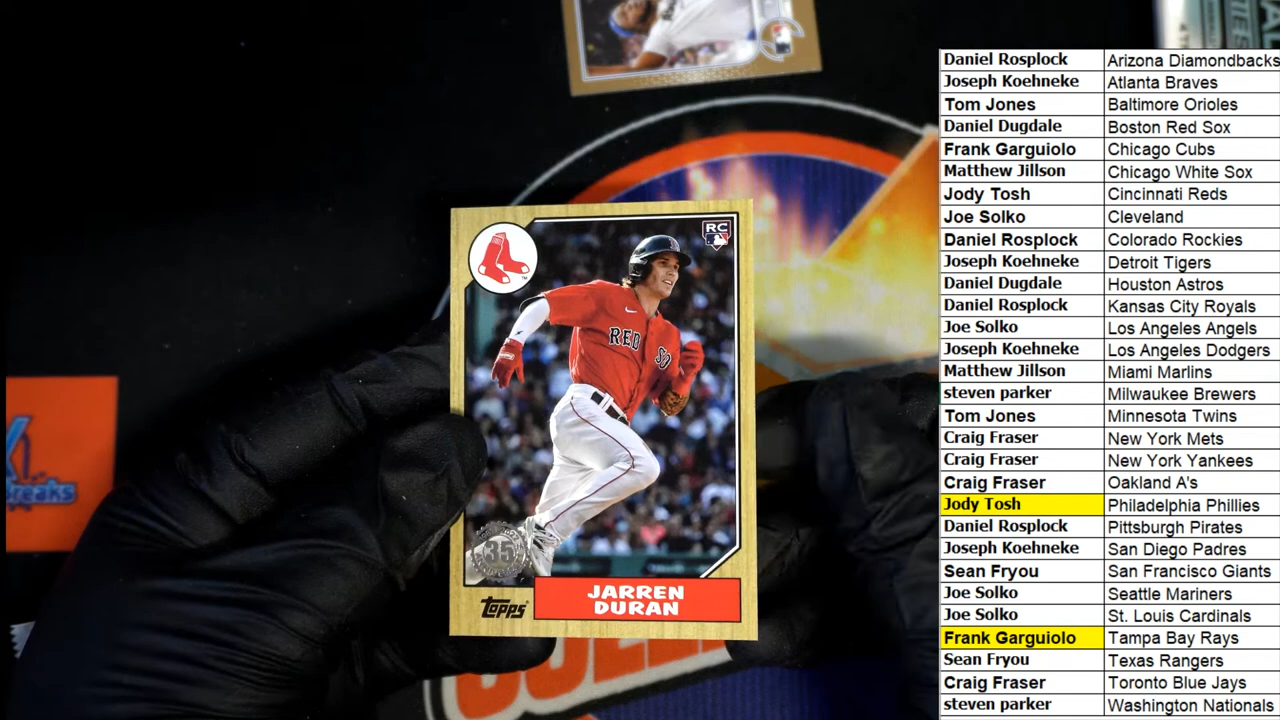 Daniel Rosplock Arizona Diamondbacks
Joseph Koehneke Atlanta Braves
Tom Jones Baltimore Orioles
Daniel Dugdale Boston Red Sox
Frank Garguiolo Chicago Cubs
Matthew Jillson Chicago White Sox
Jody Tosh Cincinnati Reds
Joe Solko Cleveland
Daniel Rosplock Colorado Rockies
Joseph Koehneke Detroit Tigers
Daniel Dugdale Houston Astros
Daniel Rosplock Kansas City Royals
Joe Solko Los Angeles Angels
Joseph Koehneke Los Angeles Dodgers
Matthew Jillson Miami Marlins
steven parker Milwaukee Brewers
Tom Jones Minnesota Twins
Craig Fraser New York Mets
Craig Fraser New York Yankees
Craig Fraser Oakland A's
Jody Tosh Philadelphia Phillies
Daniel Rosplock Pittsburgh Pirates
Joseph Koehneke San Diego Padres
Sean Fryou San Francisco Giants
Joe Solko Seattle Mariners
Joe Solko St. Louis Cardinals
Frank Garguiolo Tampa Bay Rays
Sean Fryou Texas Rangers
Craig Fraser Toronto Blue Jays
steven parker Washington Nationals
RC
RED SO
35
Topps
JARREN
DURAN
Breaks